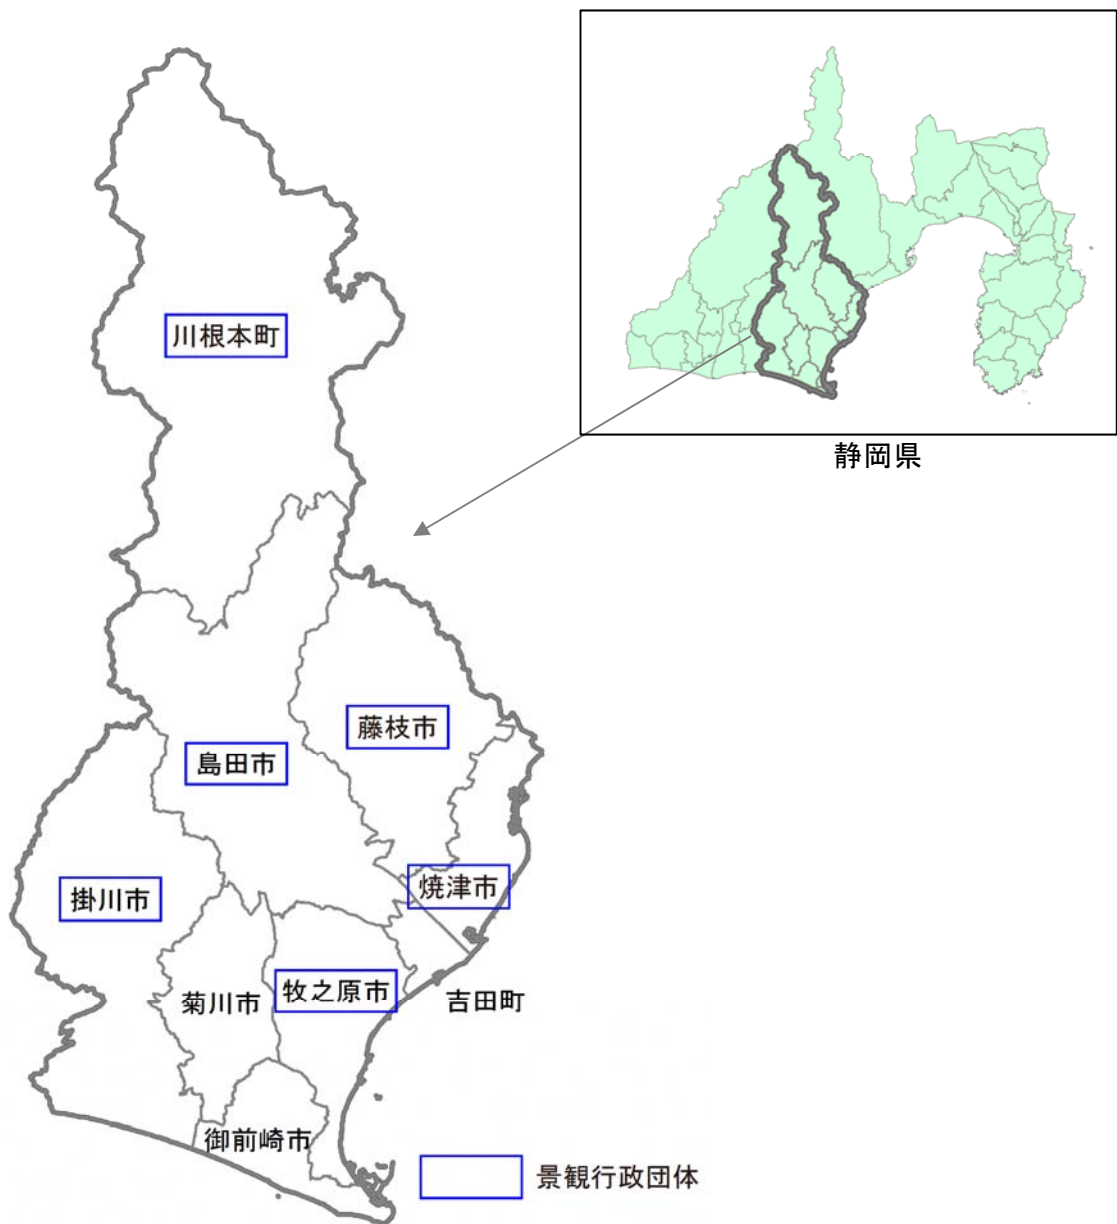 静岡県
川根本町
藤枝市
島田市
焼津市
掛川市
牧之原市
菊川市
吉田町
御前崎市
景観行政団体